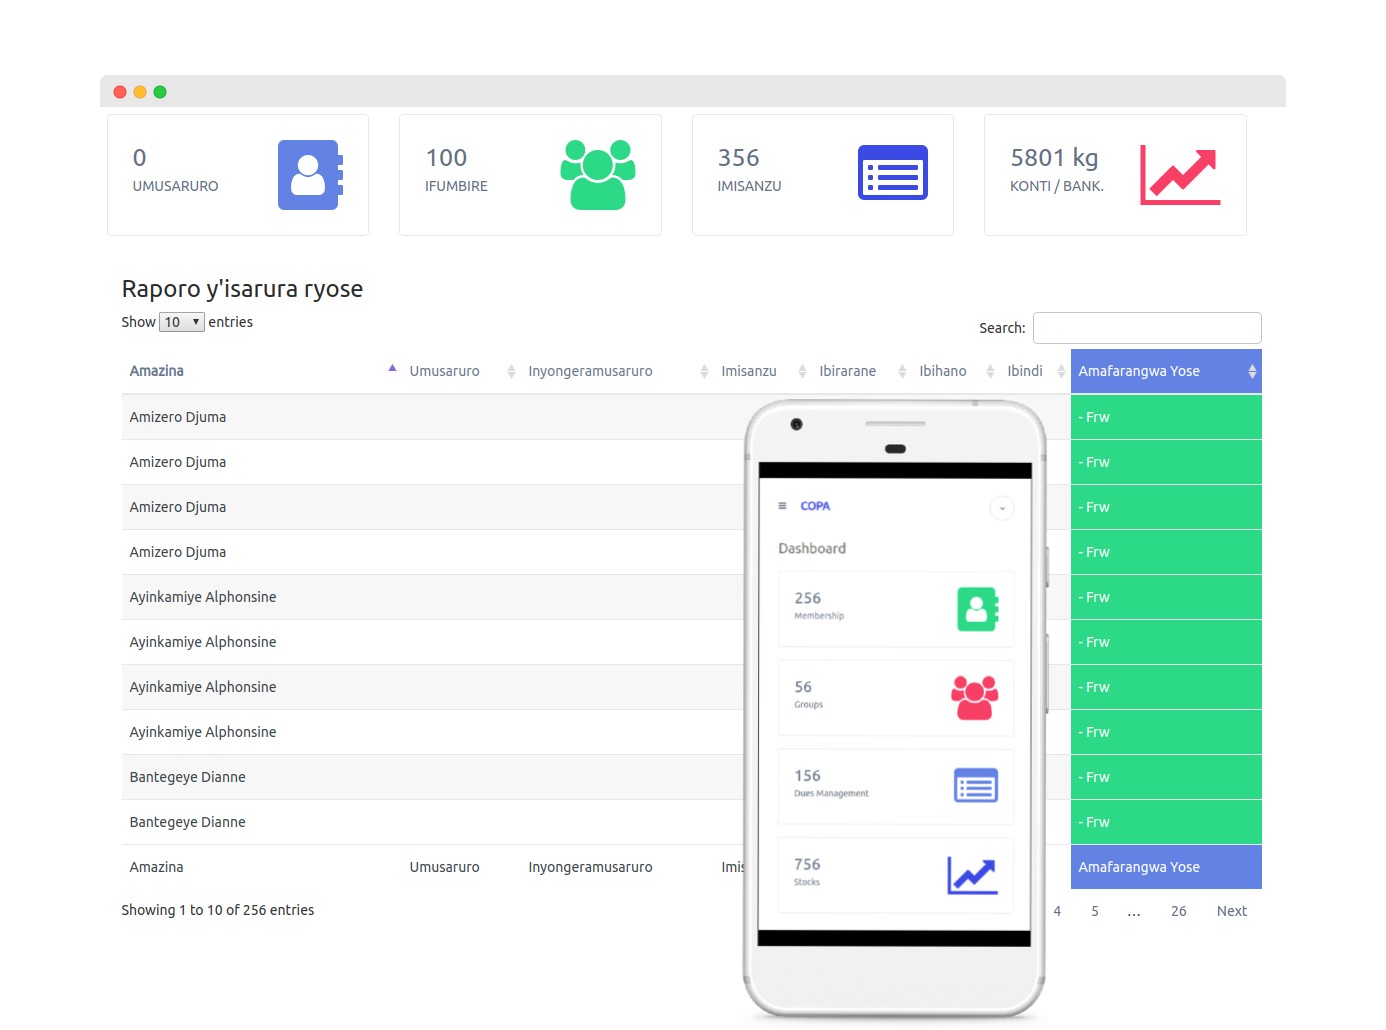 0
UMUSARURO
100
IFUMBIRE
356
IMISANZU
5801 kg
KONTI / BANK.
Raporo y'isarura ryose
Show 10 entries
Search:
Amazina Umusaruro Inyongeramusaruro Imisanzu Ibirarane Ibihano Ibindi Amafarangwa Yose
Amizero Djuma - Frw
Amizero Djuma - Frw
Amizero Djuma - Frw
Amizero Djuma - Frw
Ayinkamiye Alphonsine - Frw
Ayinkamiye Alphonsine - Frw
Ayinkamiye Alphonsine - Frw
Ayinkamiye Alphonsine - Frw
Bantegeye Dianne - Frw
Bantegeye Dianne - Frw
Amazina Umusaruro Inyongeramusaruro Imis Amafarangwa Yose
Showing 1 to 10 of 256 entries
4 5 … 26 Next
COPA
Dashboard
256
Membership
56
Groups
156
Dues Management
756
Stocks